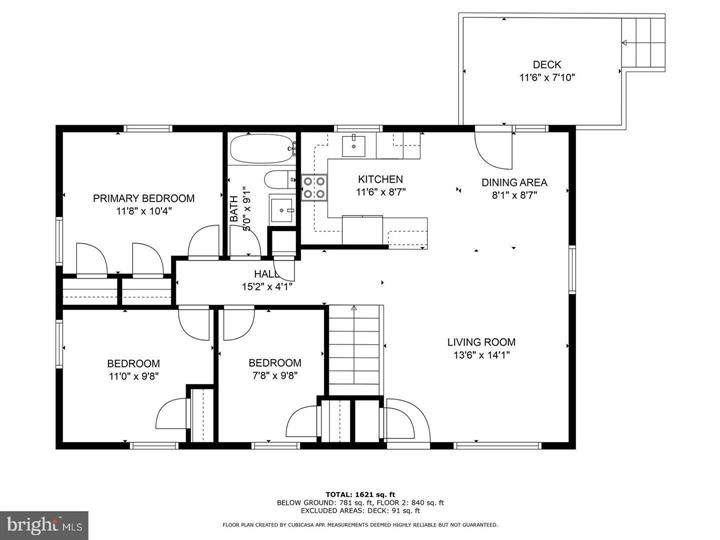 DECK
11'6" x 7'10"
PRIMARY BEDROOM
11'8" x 10'4"
BATH
5'0" x 9'1"
KITCHEN
11'6" x 8'7"
DINING AREA
8'1" x 8'7"
HALL
15'2" x 4'1"
BEDROOM
11'0" x 9'8"
BEDROOM
7'8" x 9'8"
LIVING ROOM
13'6" x 14'1"
TOTAL: 1621 sq. ft
BELOW GROUND: 781 sq. ft, FLOOR 2: 840 sq. ft
EXCLUDED AREAS: DECK: 91 sq. ft
FLOOR PLAN CREATED BY CUBICASA APP. MEASUREMENTS DEEMED HIGHLY RELIABLE BUT NOT GUARANTEED.
bright MLS